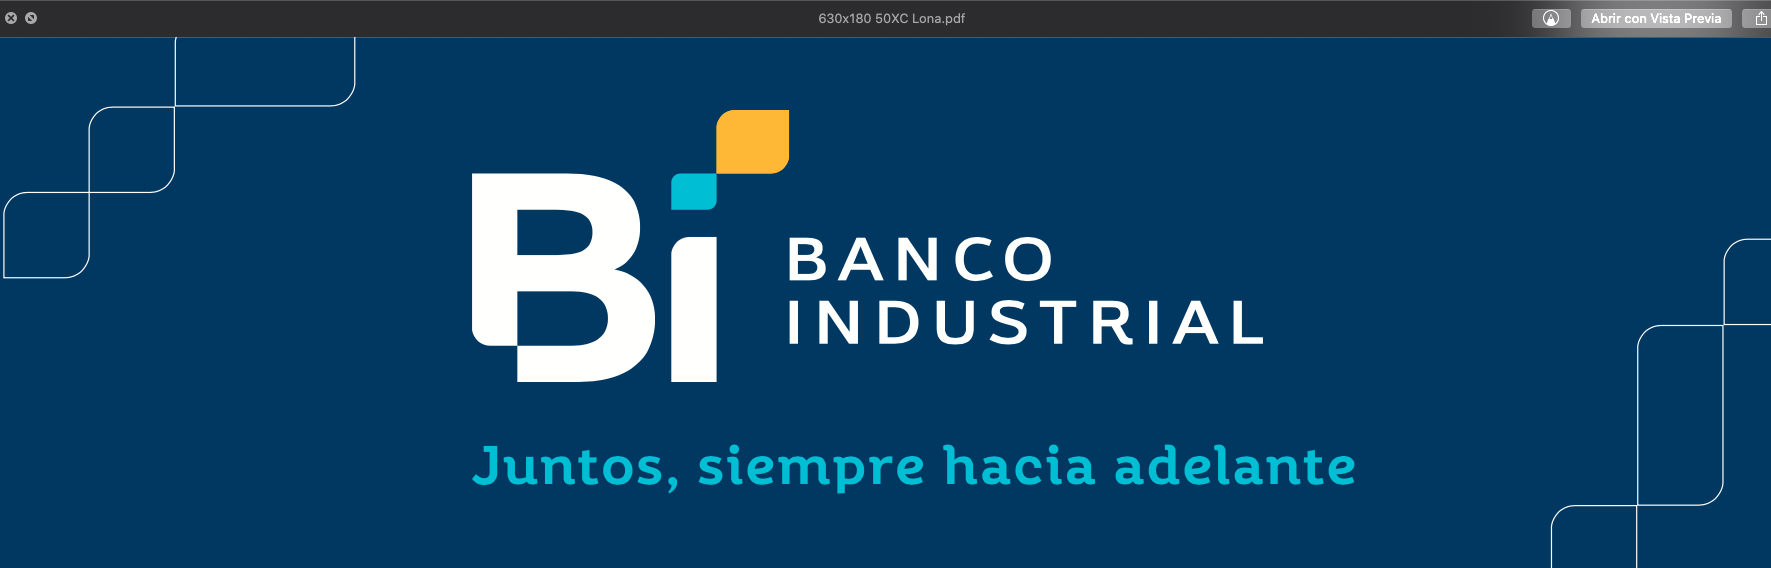 630x180 50XC Lona.pdf
Abrir con Vista Previa
Bi
BANCO
INDUSTRIAL
Juntos, siempre hacia adelante